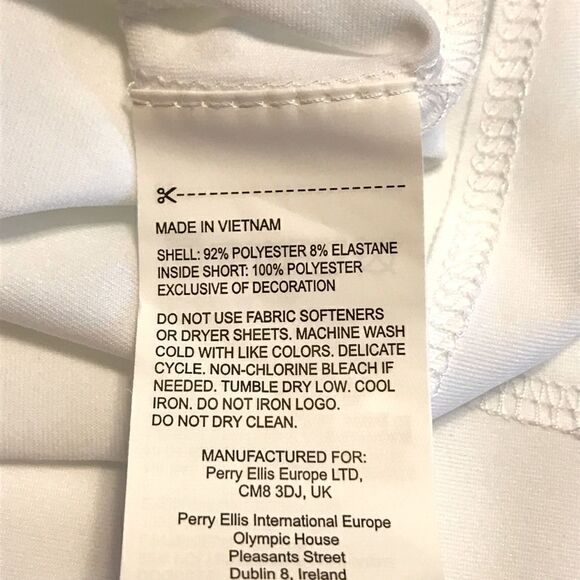 MADE IN VIETNAM
SHELL: 92% POLYESTER 8% ELASTANE
INSIDE SHORT: 100% POLYESTER
EXCLUSIVE OF DECORATION
DO NOT USE FABRIC SOFTENERS
OR DRYER SHEETS. MACHINE WASH
COLD WITH LIKE COLORS. DELICATE
CYCLE. NON-CHLORINE BLEACH IF
NEEDED. TUMBLE DRY LOW. COOL
IRON. DO NOT IRON LOGO.
DO NOT DRY CLEAN.
MANUFACTURED FOR:
Perry Ellis Europe LTD,
CM8 3DJ, UK
Perry Ellis International Europe
Olympic House
Pleasants Street
Dublin 8, Ireland